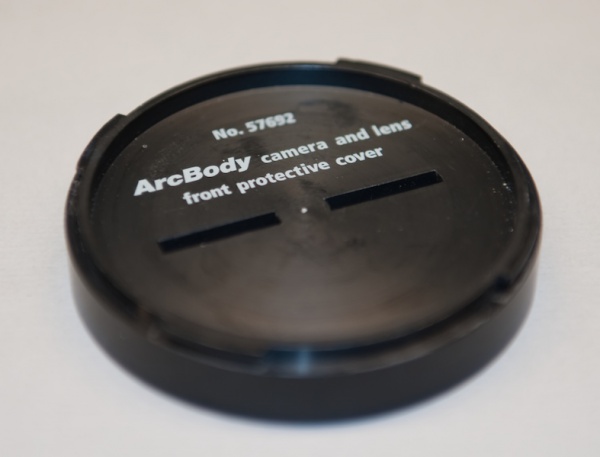 No. 57692
ArcBody camera and lens
front protective cover